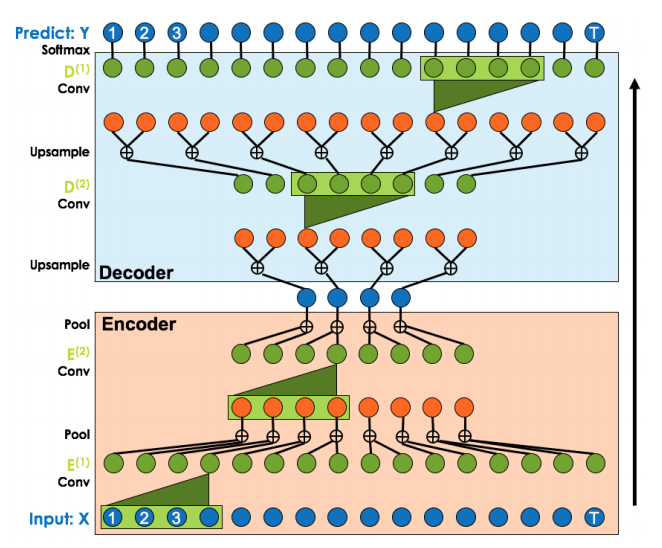 Predict: Y 1 2 3 T
Softmax
D(1)
Conv
Upsample
D(2)
Conv
Upsample
Decoder
Pool
Encoder
E(2)
Conv
Pool
E(1)
Conv
Input: X 1 2 3 T